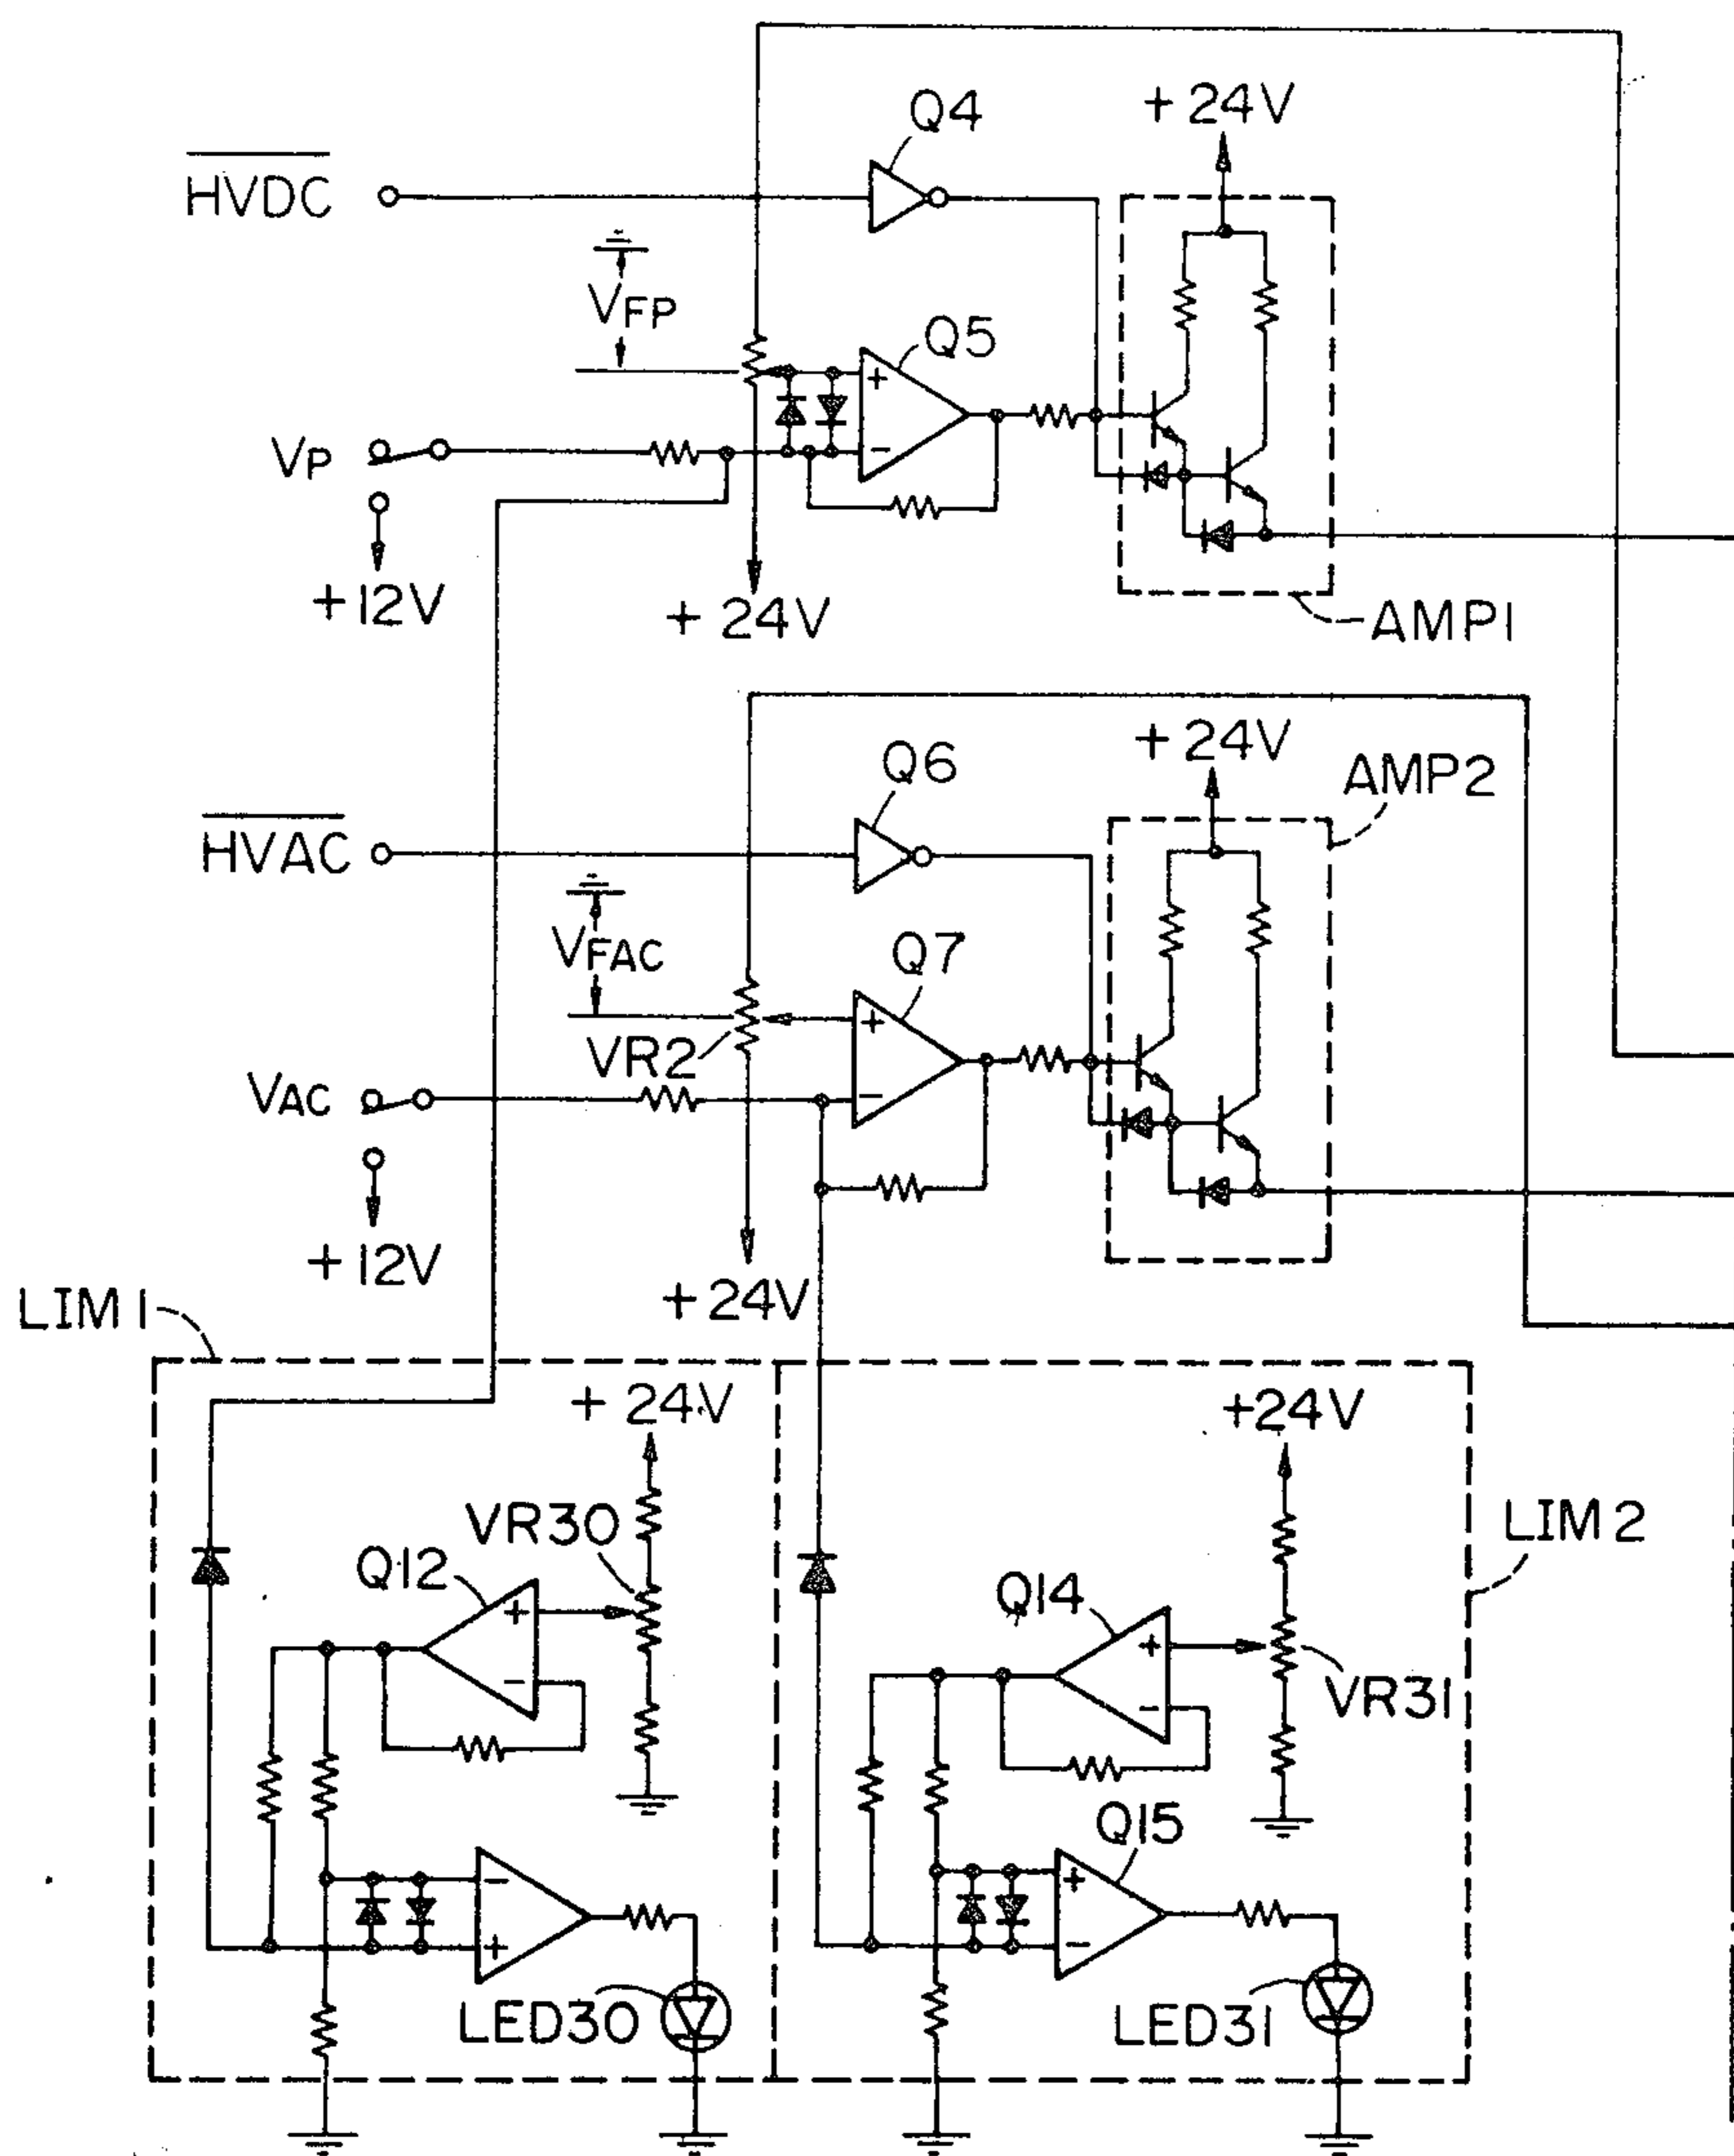 Q4
+24V
HVDC
VFP
Q5
+
-
VP
+12V
+24V
AMP1
Q6
+24V
AMP2
HVAC
VFAC
Q7
+
-
VR2
VAC
+12V
+24V
LIM1
+24V
+24V
VR30
Q12
+
-
LIM2
Q14
+
-
VR31
Q15
-
+
+
-
LED30
LED31